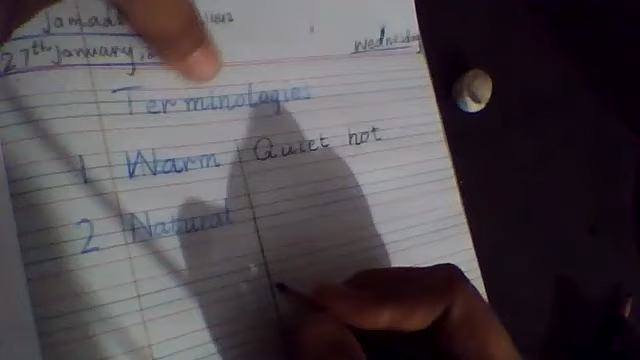 27th January,
Wednesday
Terminologies
1 Warm Quiet hot
2 Natural